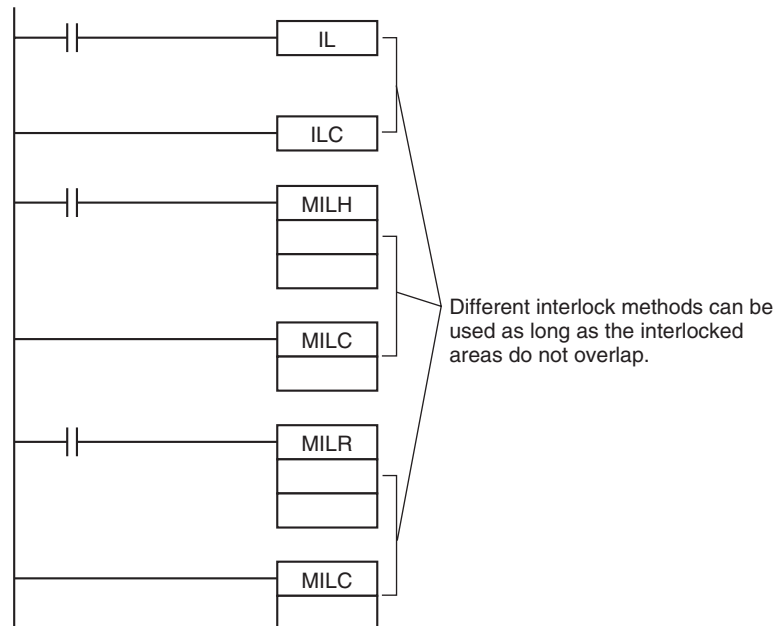 IL
ILC
MILH
MILC
MILR
MILC
Different interlock methods can be
used as long as the interlocked
areas do not overlap.